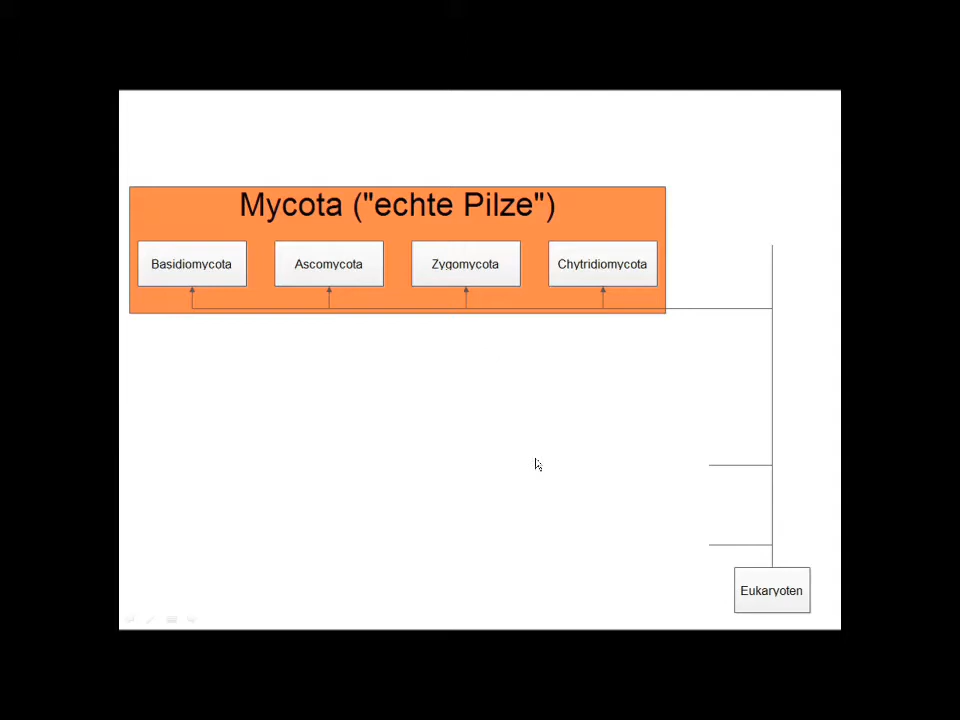 Mycota ("echte Pilze")
Basidiomycota
Ascomycota
Zygomycota
Chytridiomycota
Eukaryoten